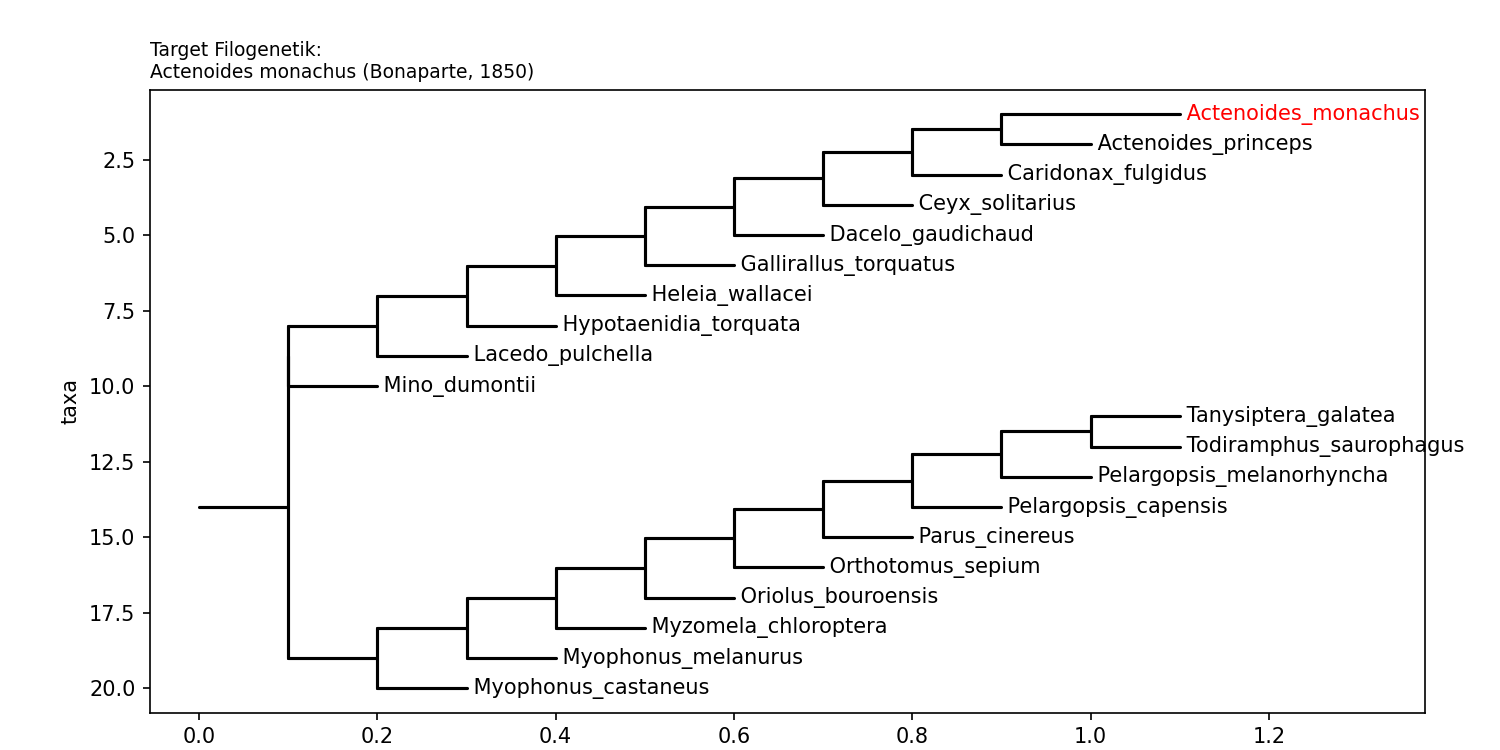 Target Filogenetik:
Actenoides monachus (Bonaparte, 1850)
Actenoides_monachus
Actenoides_princeps
2.5
Caridonax_fulgidus
Ceyx_solitarius
5.0
Dacelo_gaudichaud
Gallirallus_torquatus
Heleia_wallacei
7.5
Hypotaenidia_torquata
Lacedo_pulchella
10.0
Mino_dumontii
taxa
Tanysiptera_galatea
Todiramphus_saurophagus
12.5
Pelargopsis_melanorhyncha
Pelargopsis_capensis
15.0
Parus_cinereus
Orthotomus_sepium
Oriolus_bouroensis
17.5
Myzomela_chloroptera
Myophonus_melanurus
20.0
Myophonus_castaneus
0.0 0.2 0.4 0.6 0.8 1.0 1.2